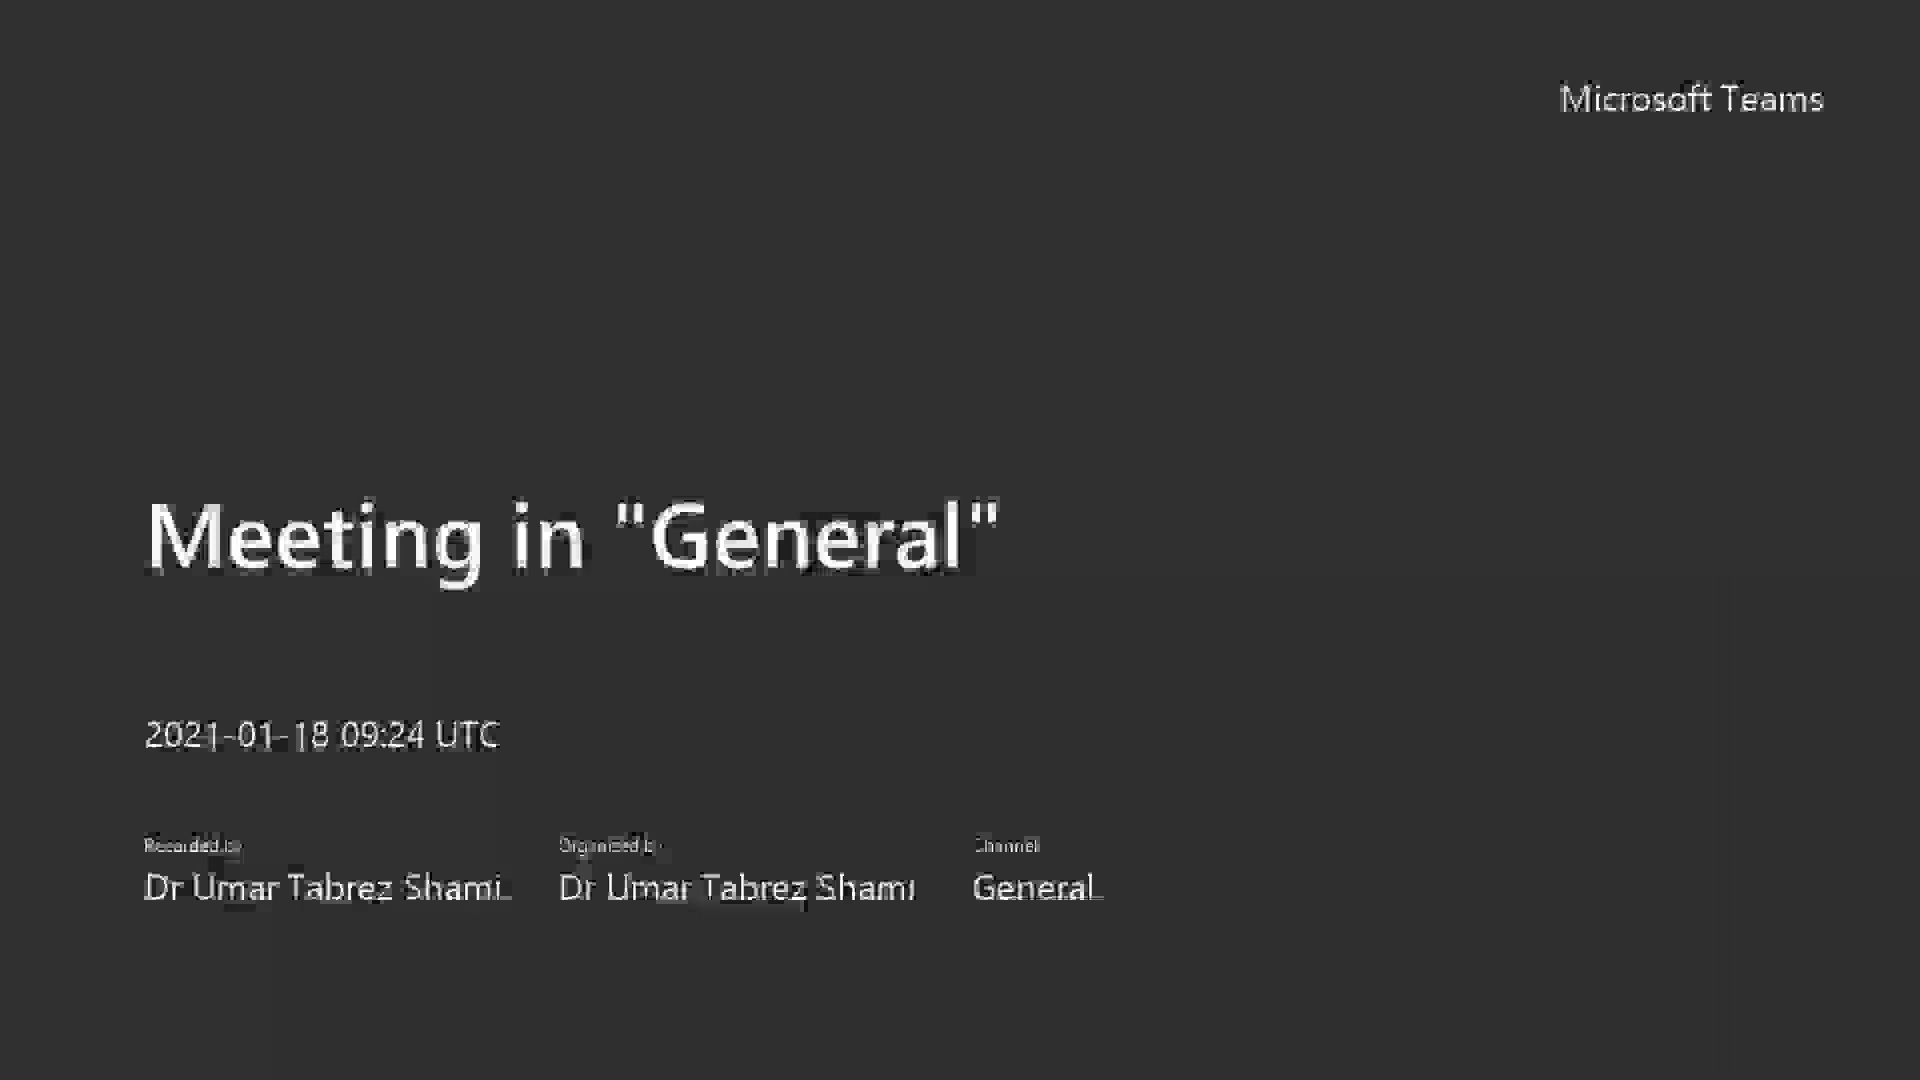 Microsoft Teams
Meeting in "General"
2021-01-18 09:24 UTC
Recorded by Organized by Channel
Dr Umar Tabrez Shami Dr Umar Tabrez Shami General